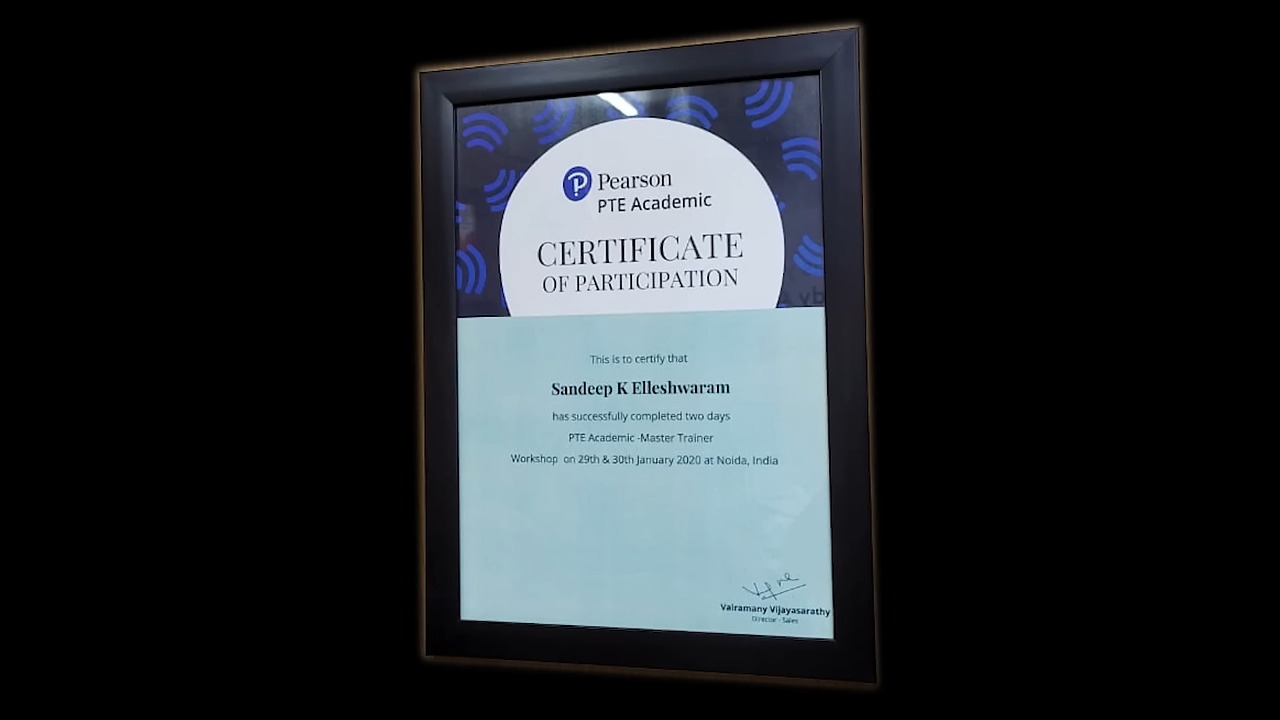 Pearson
PTE Academic
CERTIFICATE
OF PARTICIPATION
This is to certify that
Sandeep K Elleshwaram
has successfully completed two days
PTE Academic -Master Trainer
Workshop on 29th & 30th January 2020 at Noida, India
Vairamany Vijayasarathy
Director - Sales